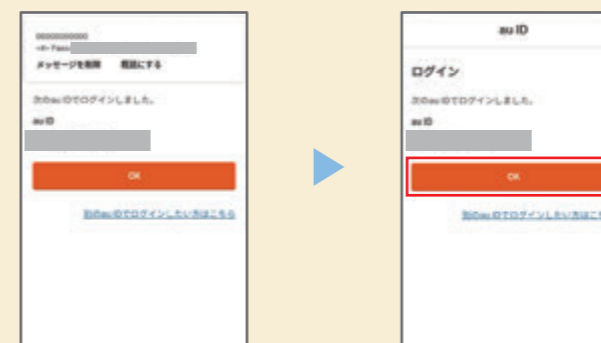 00000000000
メッセージを削除 既読にする
次のau IDでログインしました。
au ID
OK
別のau IDでログインしたい方はこちら
au ID
ログイン
次のau IDでログインしました。
au ID
OK
別のau IDでログインしたい方はこち